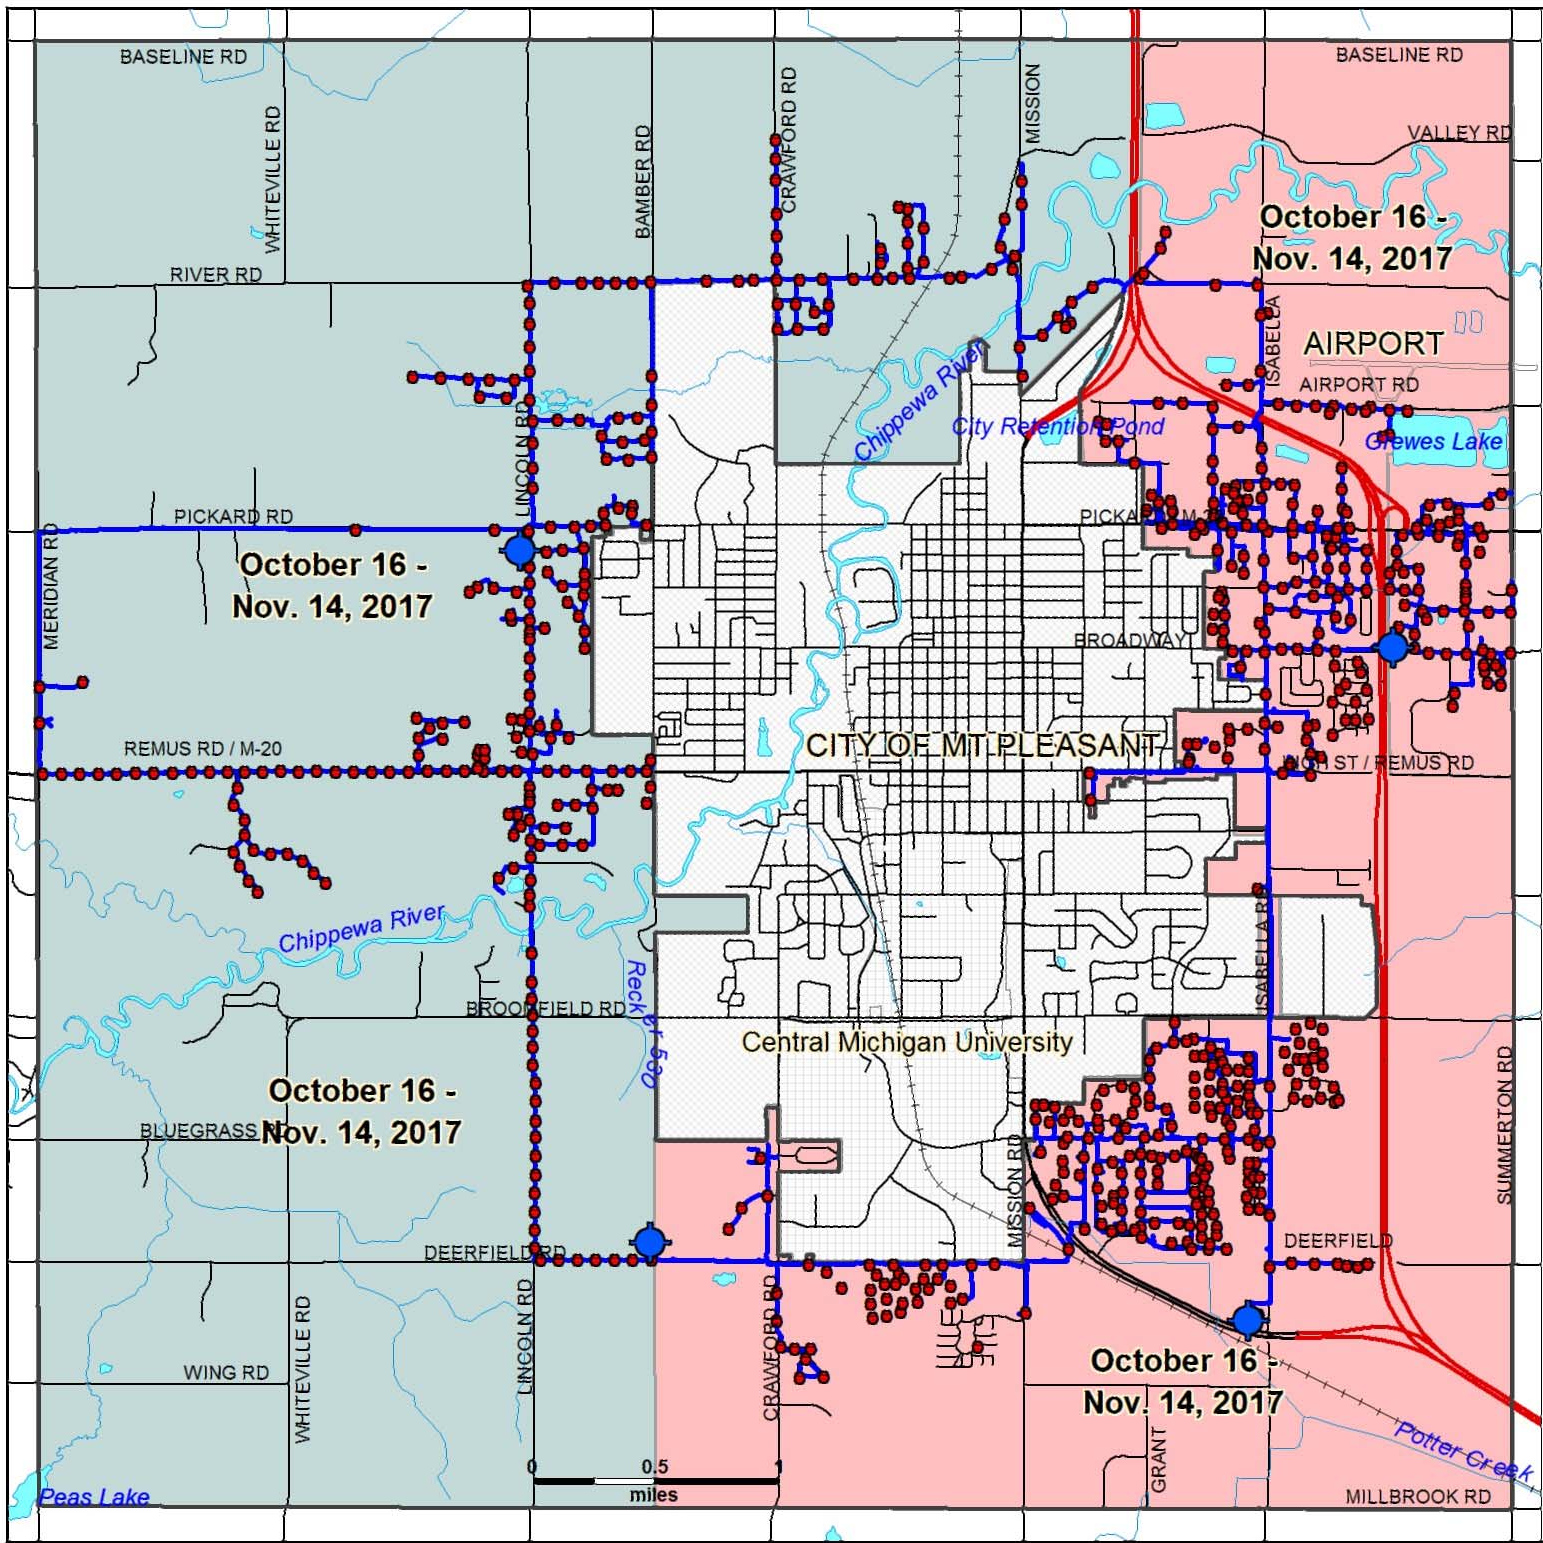 BASELINE RD
BASELINE RD
MISSION
CRAWFORD RD
WHITEVILLE RD
BAMBER RD
VALLEY RD
October 16 -
Nov. 14, 2017
RIVER RD
ISABELLA
AIRPORT
AIRPORT RD
Chippewa River
City Retention Pond
Grewes Lake
LINCOLN RD
PICKARD RD
MERIDIAN RD
October 16 -
Nov. 14, 2017
BROADWAY
REMUS RD / M-20
CITY OF MT PLEASANT
HIGH ST / REMUS RD
Chippewa River
ISABELLA RD
BROOMFIELD RD
Central Michigan University
October 16 -
Nov. 14, 2017
BLUEGRASS
SUMMERTON RD
MISSION RD
DEERFIELD RD
DEERFIELD
WHITEVILLE RD
LINCOLN RD
CRAWFORD RD
WING RD
October 16 -
Nov. 14, 2017
GRANT
Potter Creek
0 0.5 1
miles
Peas Lake
MILLBROOK RD